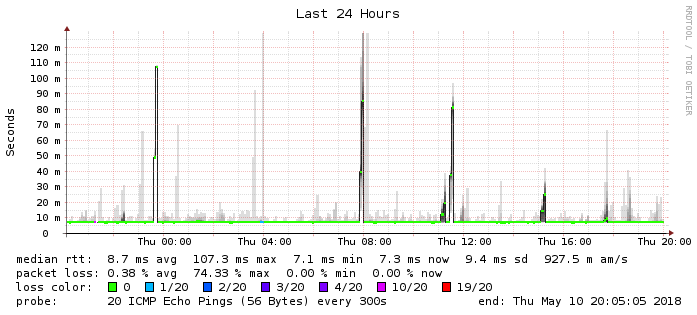 Last 24 Hours
RRDTOOL / TOBI OETIKER
Seconds
120 m
110 m
100 m
90 m
80 m
70 m
60 m
50 m
40 m
30 m
20 m
10 m
0
Thu 00:00 Thu 04:00 Thu 08:00 Thu 12:00 Thu 16:00 Thu 20:00
median rtt: 8.7 ms avg 107.3 ms max 7.1 ms min 7.3 ms now 9.4 ms sd 927.5 m am/s
packet loss: 0.38 % avg 74.33 % max 0.00 % min 0.00 % now
loss color: 0 1/20 2/20 3/20 4/20 10/20 19/20
probe: 20 ICMP Echo Pings (56 Bytes) every 300s end: Thu May 10 20:05:05 2018